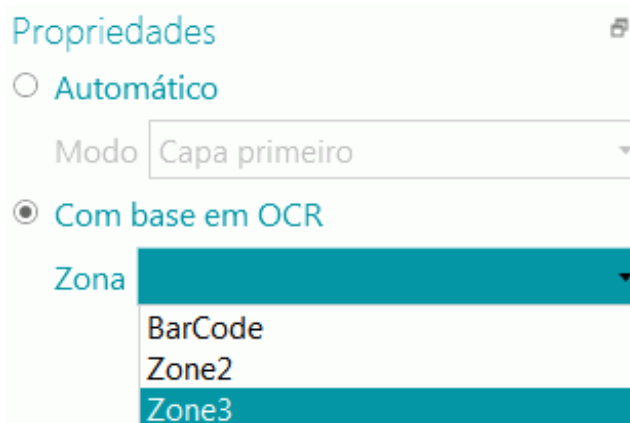 Propriedades
Automático
Modo Capa primeiro
Com base em OCR
Zona
BarCode
Zone2
Zone3